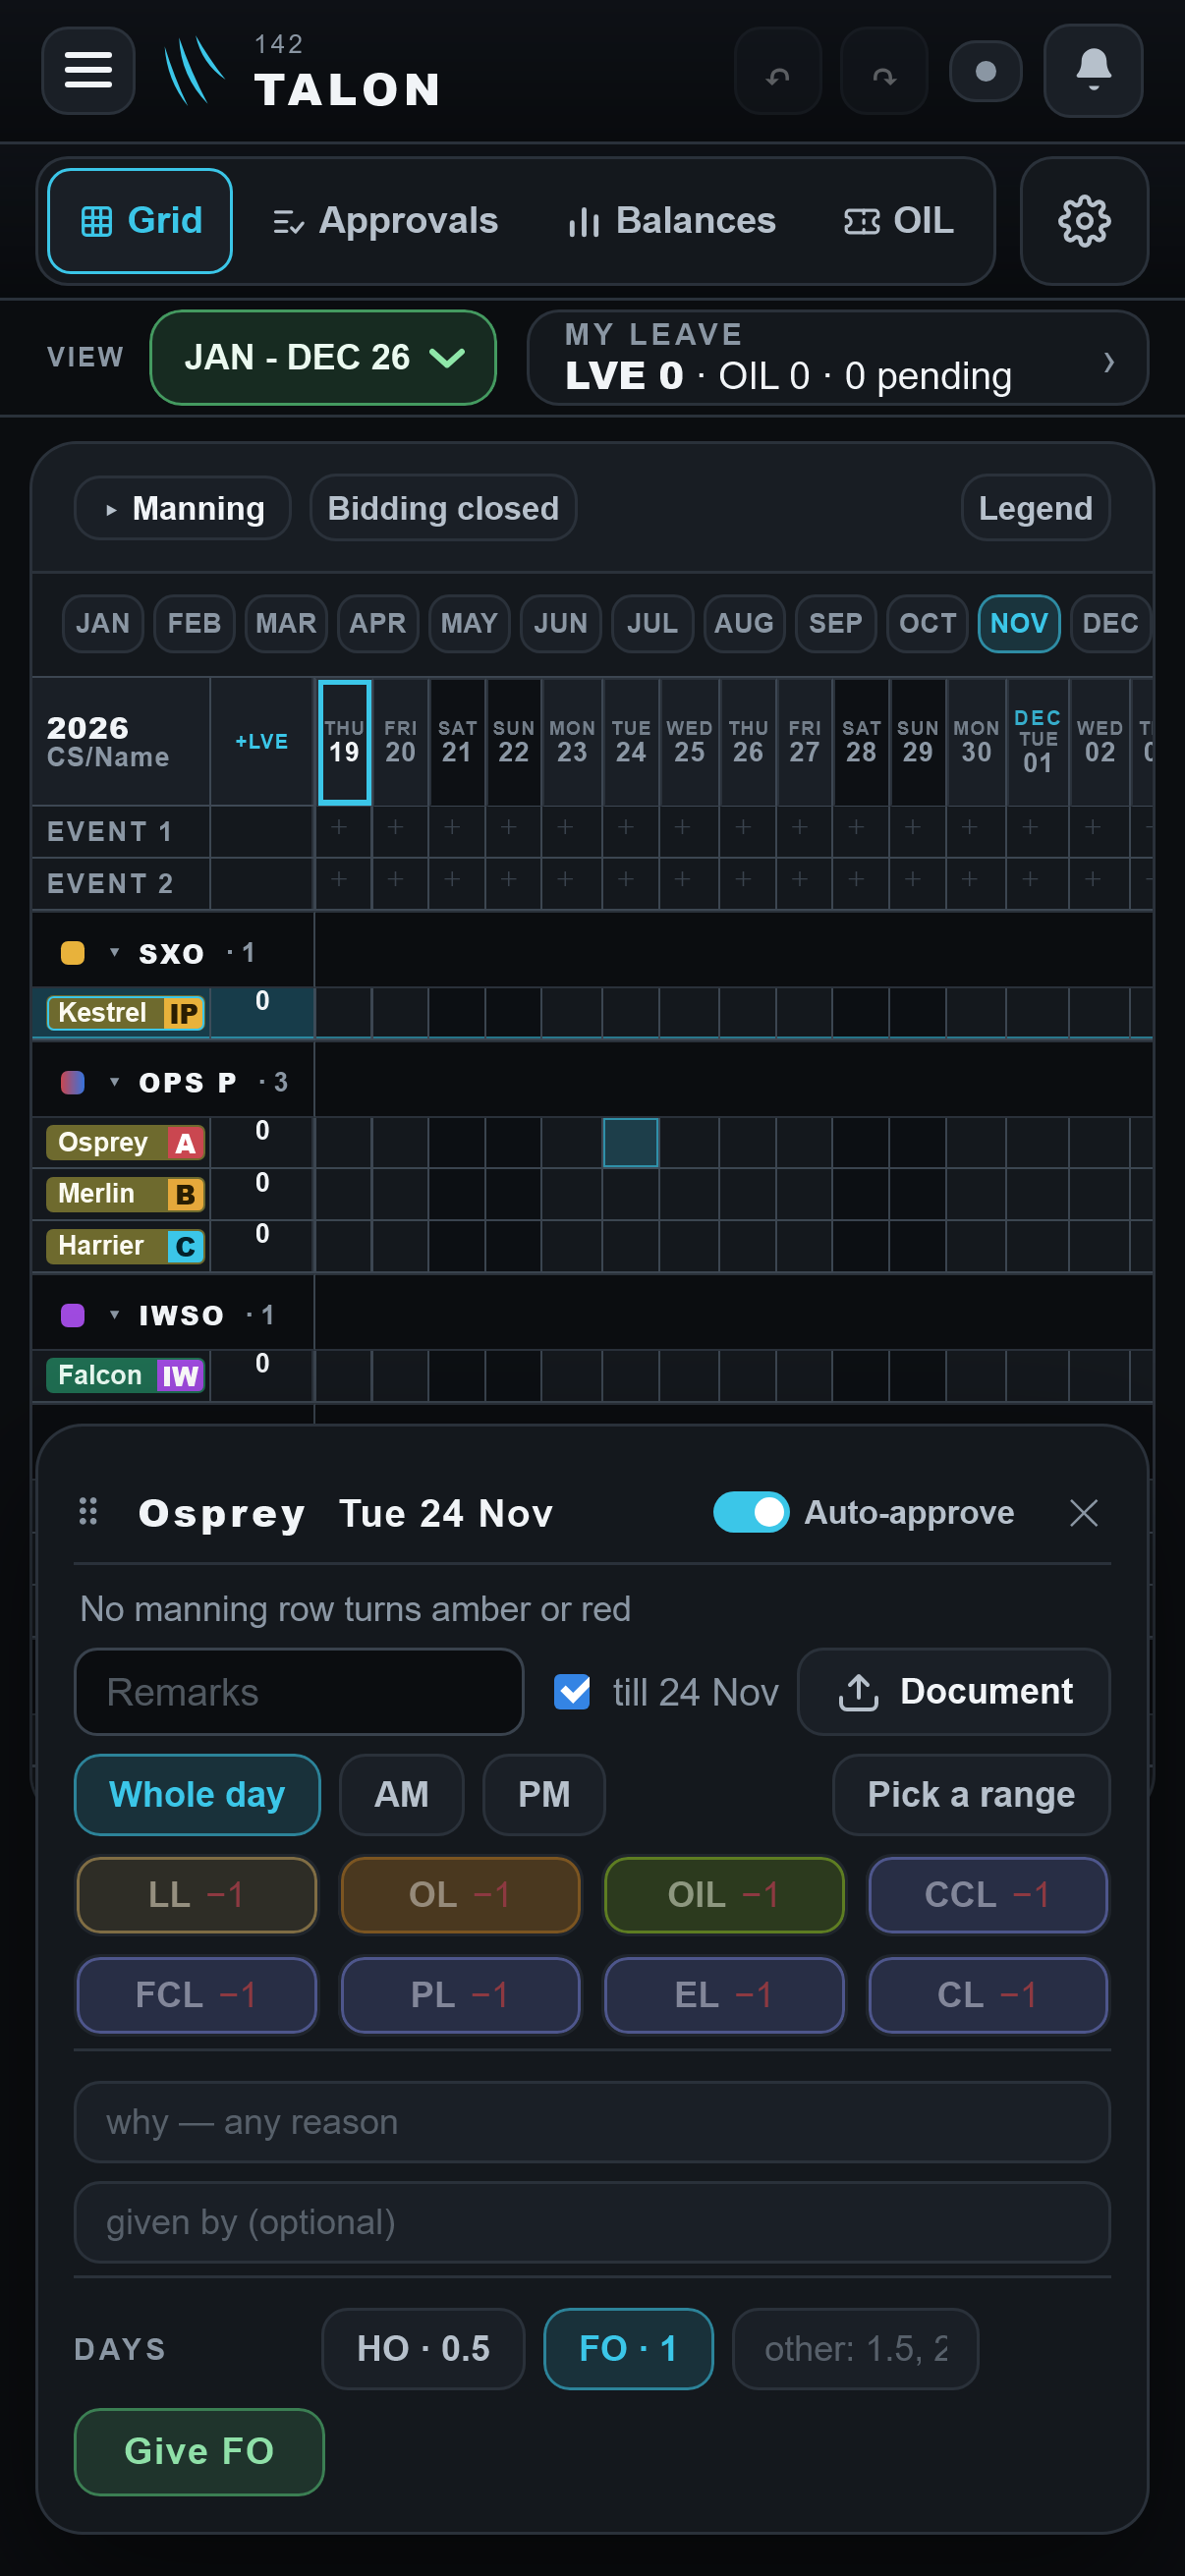 142
TALON
Grid
Approvals
Balances
OIL
VIEW
JAN - DEC 26
MY LEAVE
LVE 0 · OIL 0 · 0 pending
Manning
Bidding closed
Legend
JAN FEB MAR APR MAY JUN JUL AUG SEP OCT NOV DEC
2026
CS/Name
+LVE
THU 19
FRI 20
SAT 21
SUN 22
MON 23
TUE 24
WED 25
THU 26
FRI 27
SAT 28
SUN 29
MON 30
DEC TUE 01
WED 02
EVENT 1 + + + + + + + + + + + + + +
EVENT 2 + + + + + + + + + + + + + +
SXO · 1
Kestrel IP 0
OPS P · 3
Osprey A 0
Merlin B 0
Harrier C 0
IWSO · 1
Falcon IW 0
Osprey Tue 24 Nov
Auto-approve
No manning row turns amber or red
Remarks
till 24 Nov
Document
Whole day
AM
PM
Pick a range
LL −1
OL −1
OIL −1
CCL −1
FCL −1
PL −1
EL −1
CL −1
why — any reason
given by (optional)
DAYS
HO · 0.5
FO · 1
other: 1.5, 2
Give FO